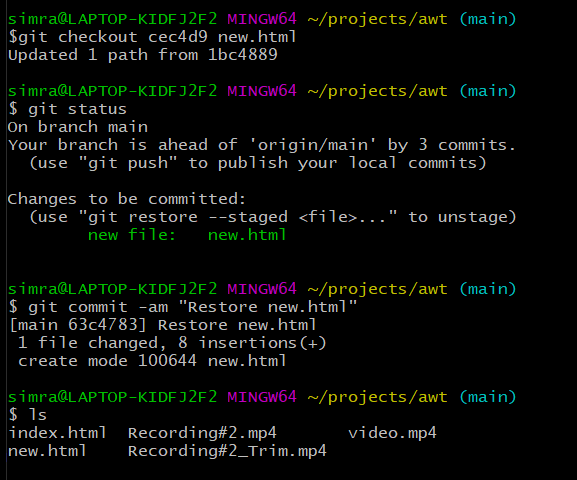 simra@LAPTOP-KIDFJ2F2 MINGW64 ~/projects/awt (main)
$git checkout cec4d9 new.html
Updated 1 path from 1bc4889
simra@LAPTOP-KIDFJ2F2 MINGW64 ~/projects/awt (main)
$ git status
On branch main
Your branch is ahead of 'origin/main' by 3 commits.
  (use "git push" to publish your local commits)
Changes to be committed:
  (use "git restore --staged <file>..." to unstage)
        new file:   new.html
simra@LAPTOP-KIDFJ2F2 MINGW64 ~/projects/awt (main)
$ git commit -am "Restore new.html"
[main 63c4783] Restore new.html
 1 file changed, 8 insertions(+)
 create mode 100644 new.html
simra@LAPTOP-KIDFJ2F2 MINGW64 ~/projects/awt (main)
$ ls
index.html  Recording#2.mp4       video.mp4
new.html    Recording#2_Trim.mp4